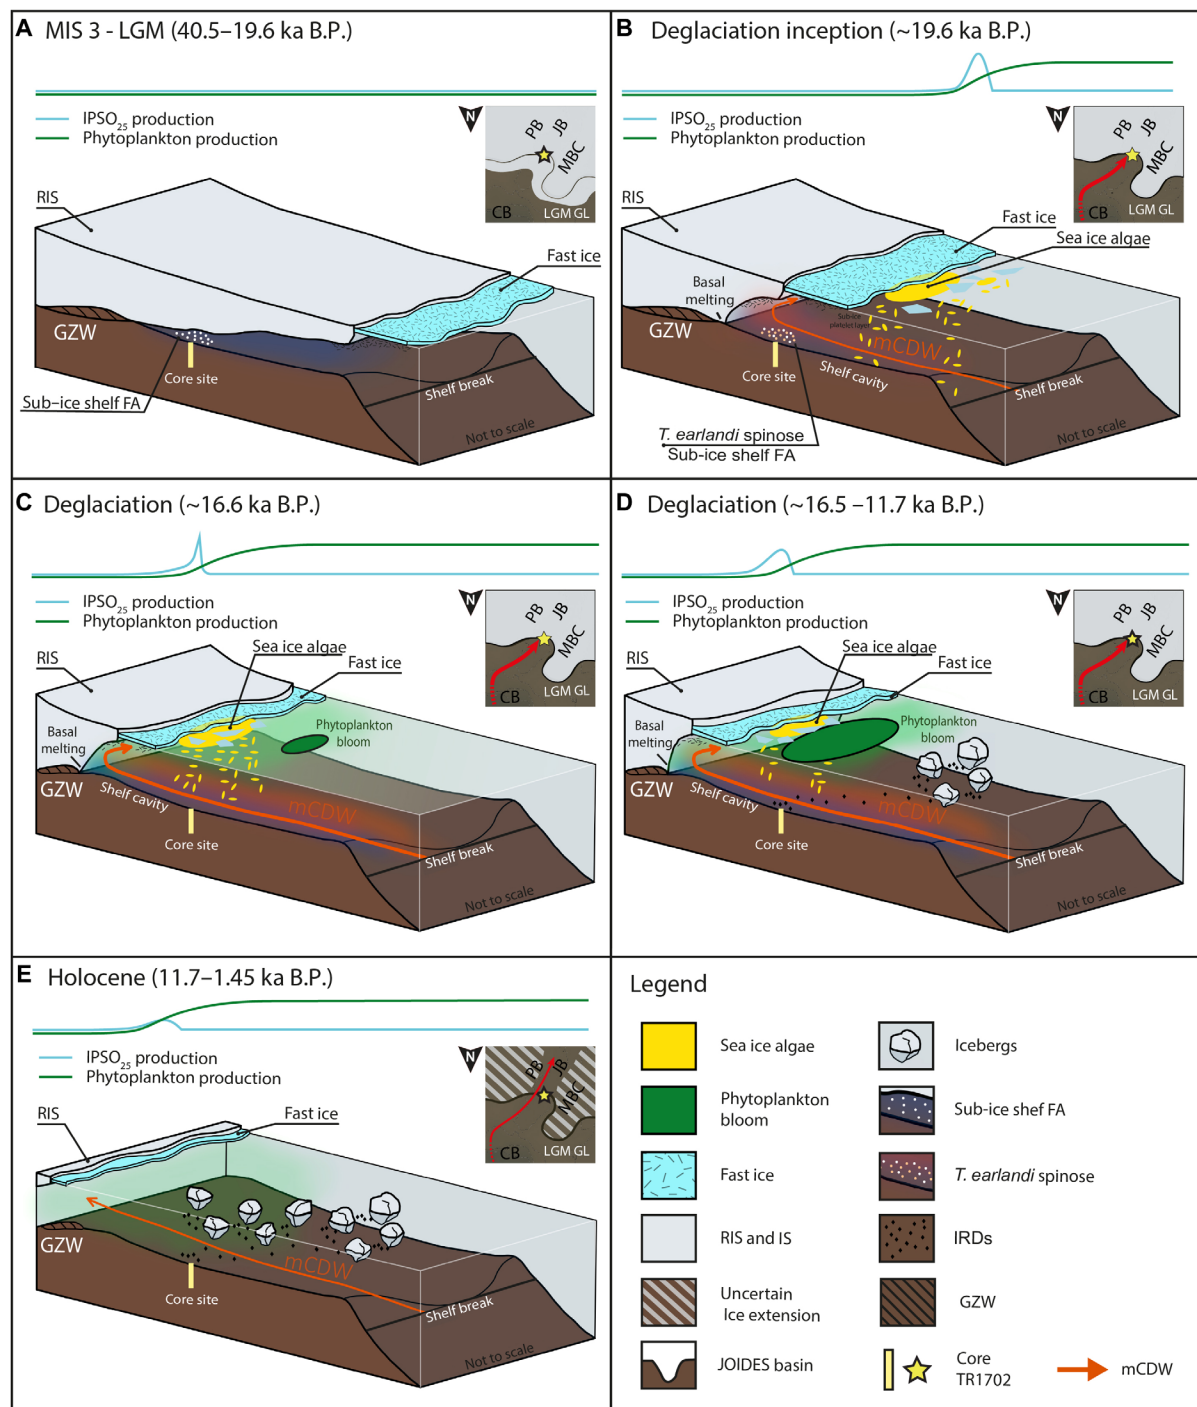 A MIS 3 - LGM (40.5–19.6 ka B.P.)
IPSO25 production
Phytoplankton production
N
PB
JB
MBC
CB
LGM GL
RIS
Fast ice
GZW
Core site
Sub-ice shelf FA
Shelf break
Not to scale
B Deglaciation inception (~19.6 ka B.P.)
IPSO25 production
Phytoplankton production
N
PB
JB
MBC
CB
LGM GL
RIS
Fast ice
Sea ice algae
Basal
melting
Sub-ice
platelet layer
GZW
mCDW
Core site
Shelf cavity
Shelf break
Not to scale
T. earlandi spinose
Sub-ice shelf FA
C Deglaciation (~16.6 ka B.P.)
IPSO25 production
Phytoplankton production
N
PB
JB
MBC
CB
LGM GL
Sea ice algae
RIS
Fast ice
Basal
melting
Phytoplankton
bloom
GZW
Shelf cavity
mCDW
Core site
Shelf break
Not to scale
D Deglaciation (~16.5 –11.7 ka B.P.)
IPSO25 production
Phytoplankton production
N
PB
JB
MBC
CB
LGM GL
Sea ice algae
RIS
Fast ice
Basal
melting
Phytoplankton
bloom
GZW
Shelf cavity
mCDW
Core site
Shelf break
Not to scale
E Holocene (11.7–1.45 ka B.P.)
IPSO25 production
Phytoplankton production
N
PB
JB
MBC
CB
LGM GL
RIS
Fast ice
GZW
mCDW
Core site
Shelf break
Not to scale
Legend
Sea ice algae
Icebergs
Phytoplankton
bloom
Sub-ice shef FA
Fast ice
T. earlandi spinose
RIS and IS
IRDs
Uncertain
Ice extension
GZW
JOIDES basin
Core
TR1702
mCDW